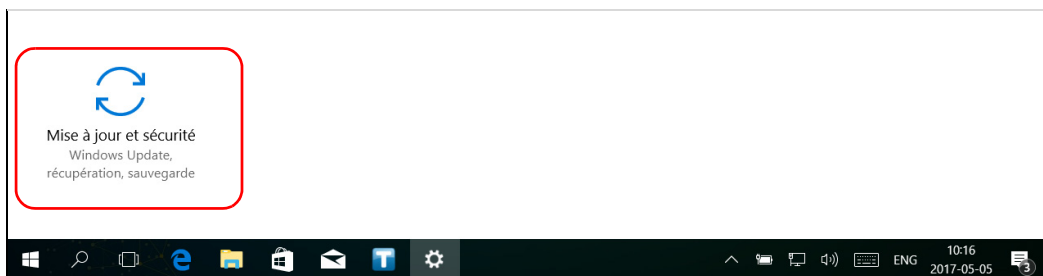 Mise à jour et sécurité
Windows Update,
récupération, sauvegarde
ENG
10:16
2017-05-05
3